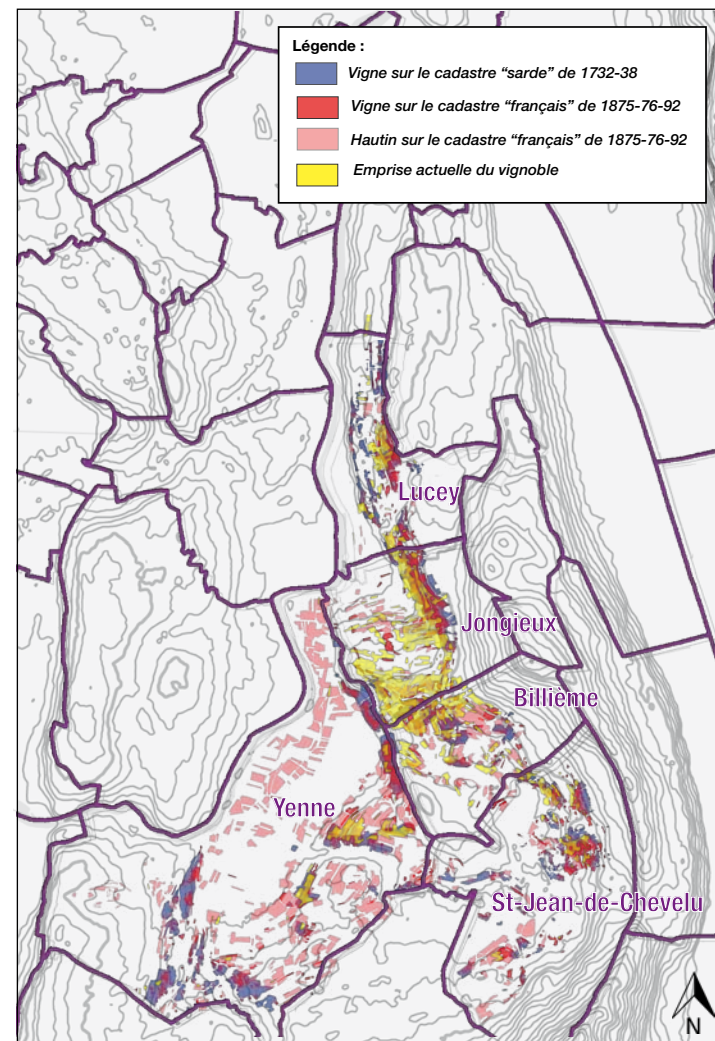 Légende :
Vigne sur le cadastre “sarde” de 1732-38
Vigne sur le cadastre “français” de 1875-76-92
Hautin sur le cadastre “français” de 1875-76-92
Emprise actuelle du vignoble
Lucey
Jongieux
Billième
Yenne
St-Jean-de-Chevelu
N